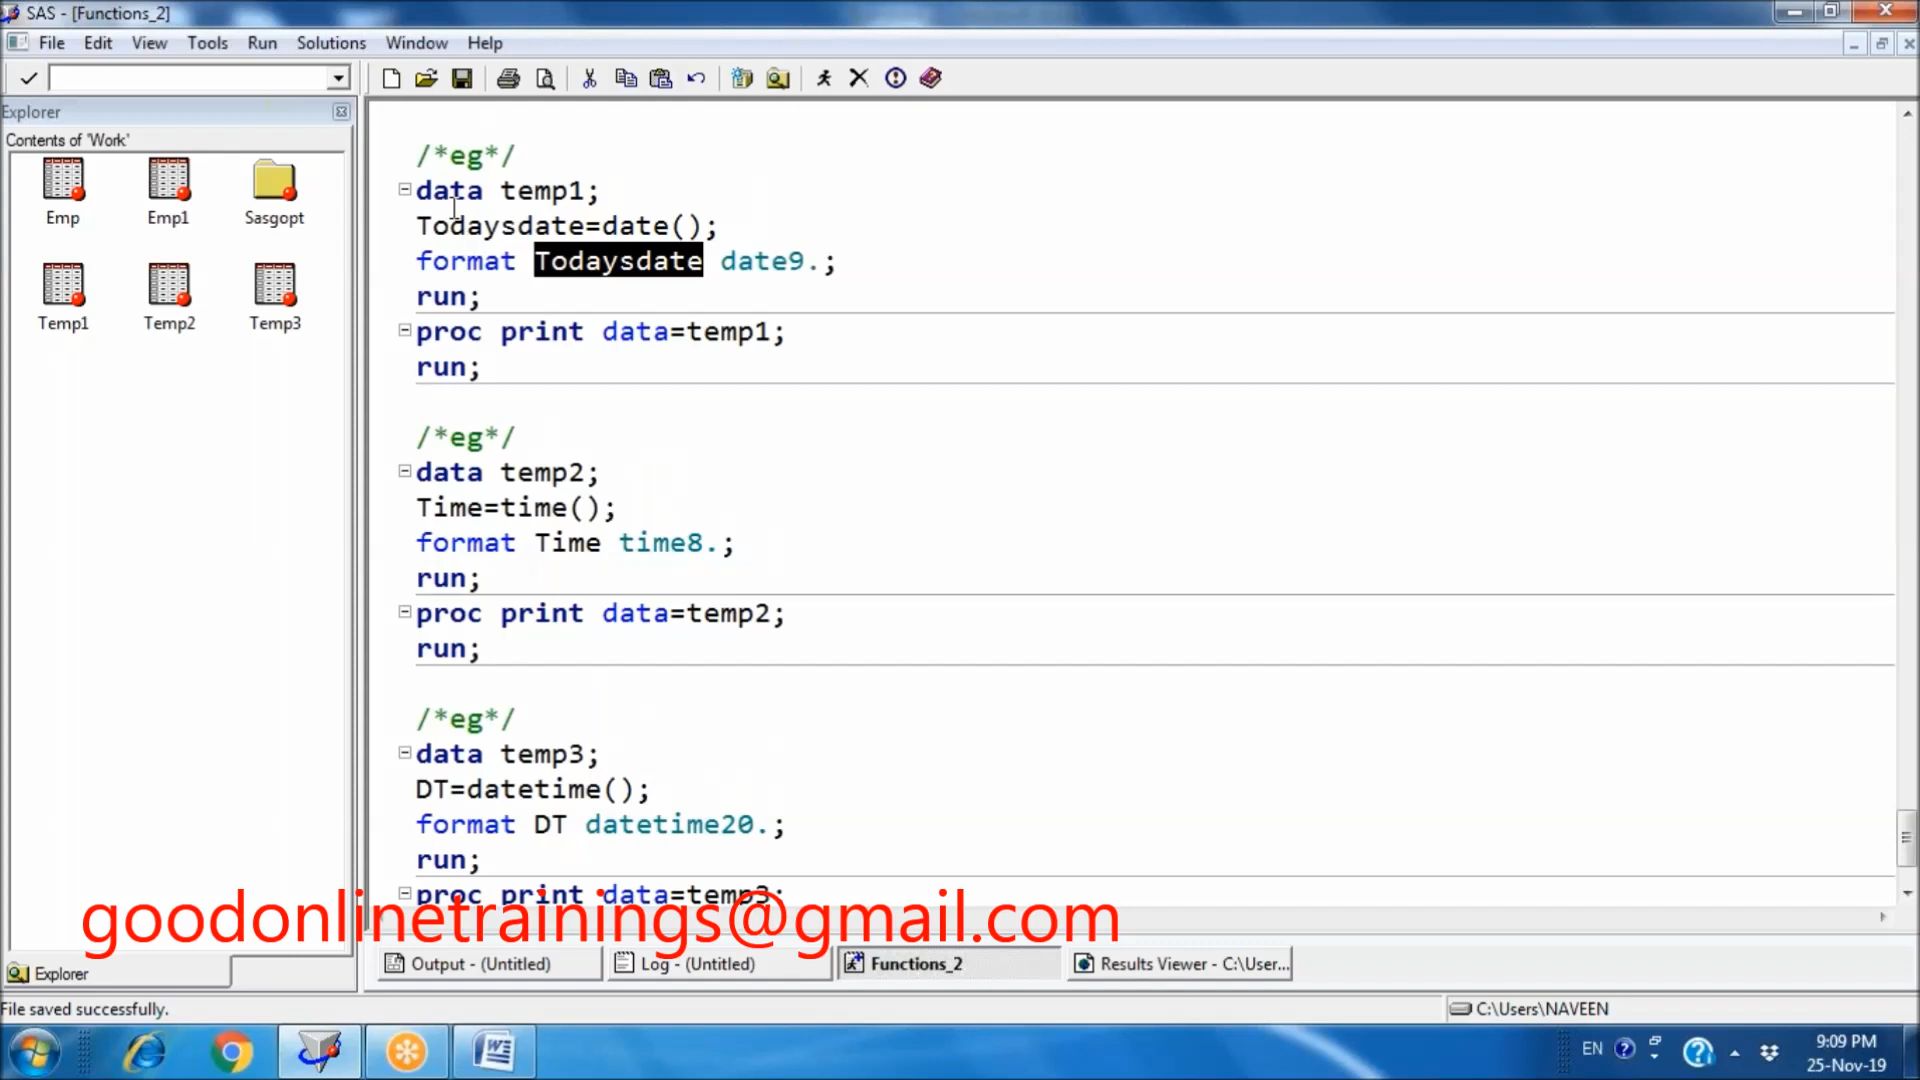 SAS - [Functions_2]
File Edit View Tools Run Solutions Window Help
Explorer
Contents of 'Work'
Emp Emp1 Sasgopt
Temp1 Temp2 Temp3
/*eg*/
data temp1;
Todaysdate=date();
format Todaysdate date9.;
run;
proc print data=temp1;
run;
/*eg*/
data temp2;
Time=time();
format Time time8.;
run;
proc print data=temp2;
run;
/*eg*/
data temp3;
DT=datetime();
format DT datetime20.;
run;
proc print data=temp3;
goodonlinetrainings@gmail.com
Explorer
Output - (Untitled) Log - (Untitled) Functions_2 Results Viewer - C:\User...
File saved successfully. C:\Users\NAVEEN
EN 9:09 PM
25-Nov-19